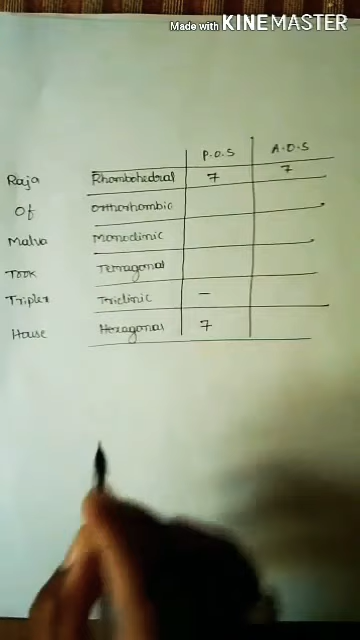 Made with KINEMASTER
P.O.S A.O.S
Raja Rhombohedral 7 7
Of Orthorhombic
Malva Monoclinic
Took Tetragonal
Triplex Triclinic –
House Hexagonal 7